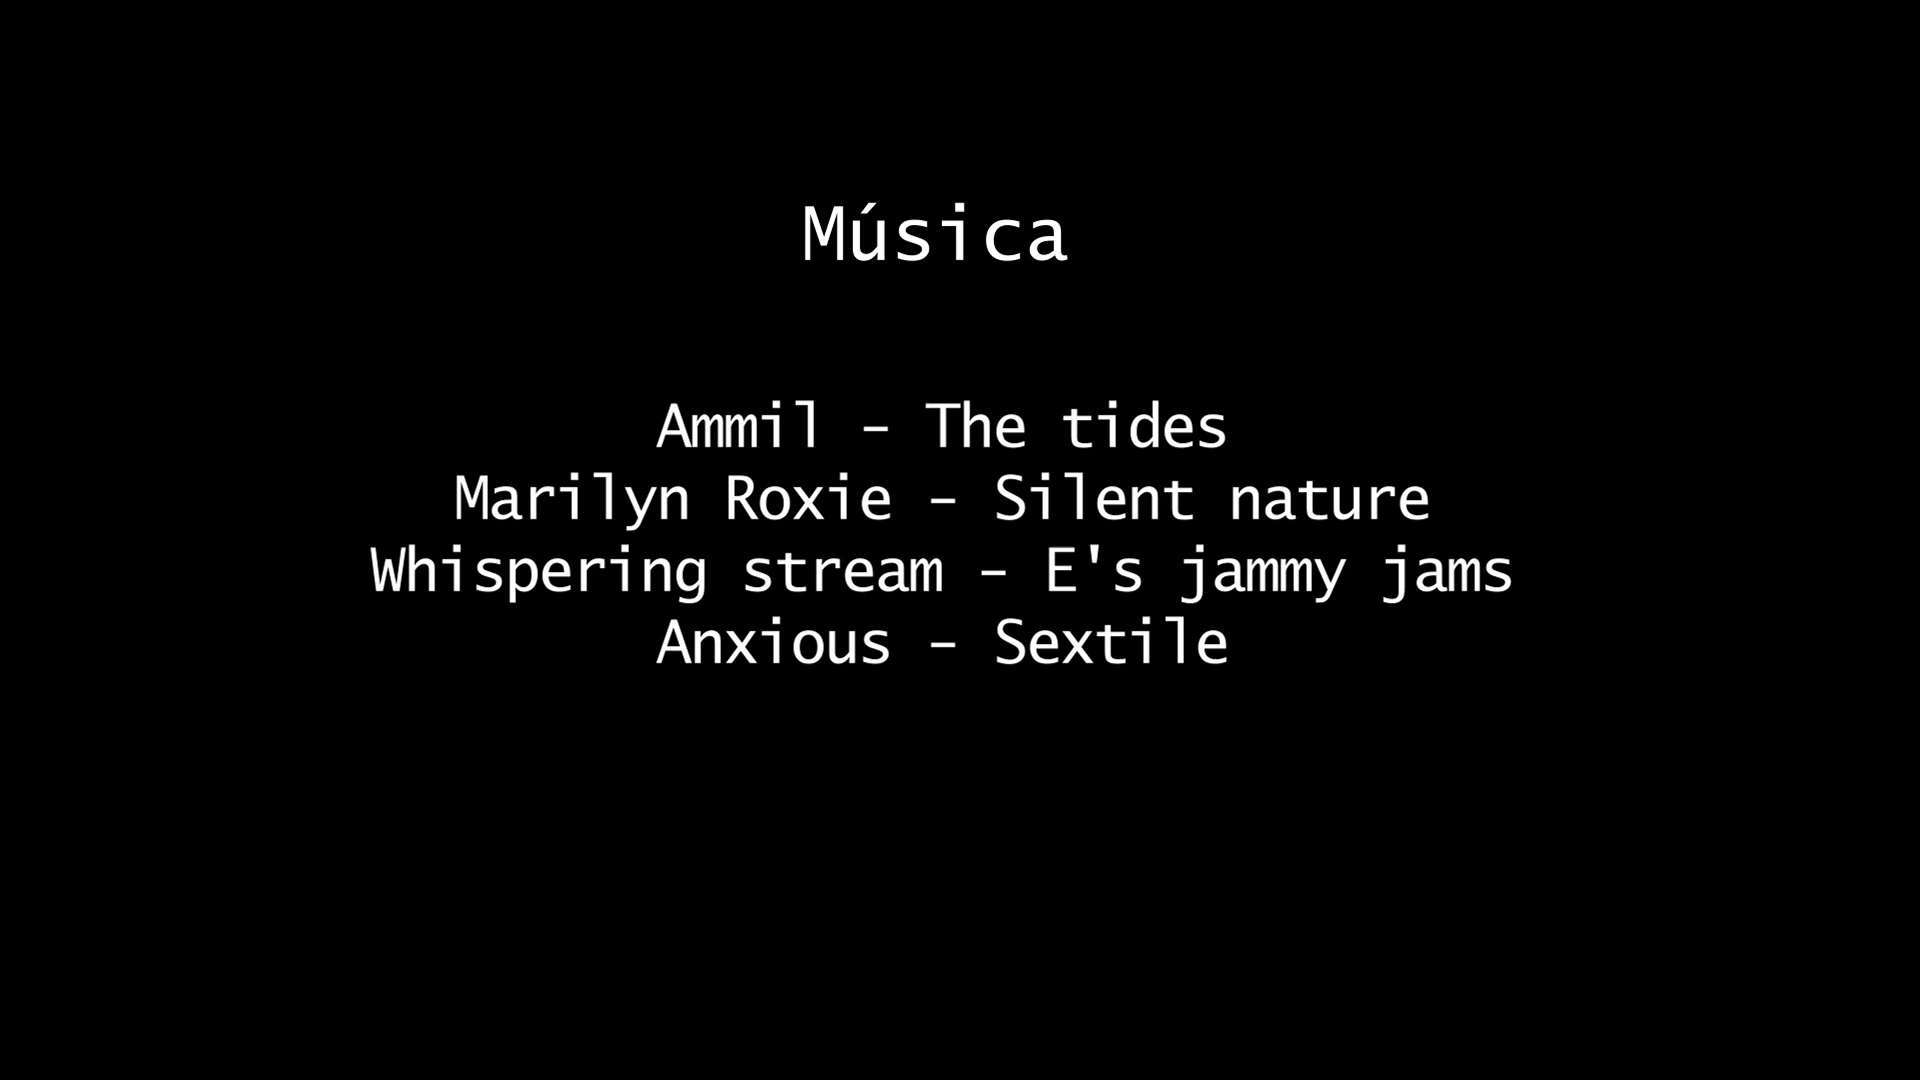 Música
Ammil – The tides
Marilyn Roxie – Silent nature
Whispering stream – E's jammy jams
Anxious – Sextile